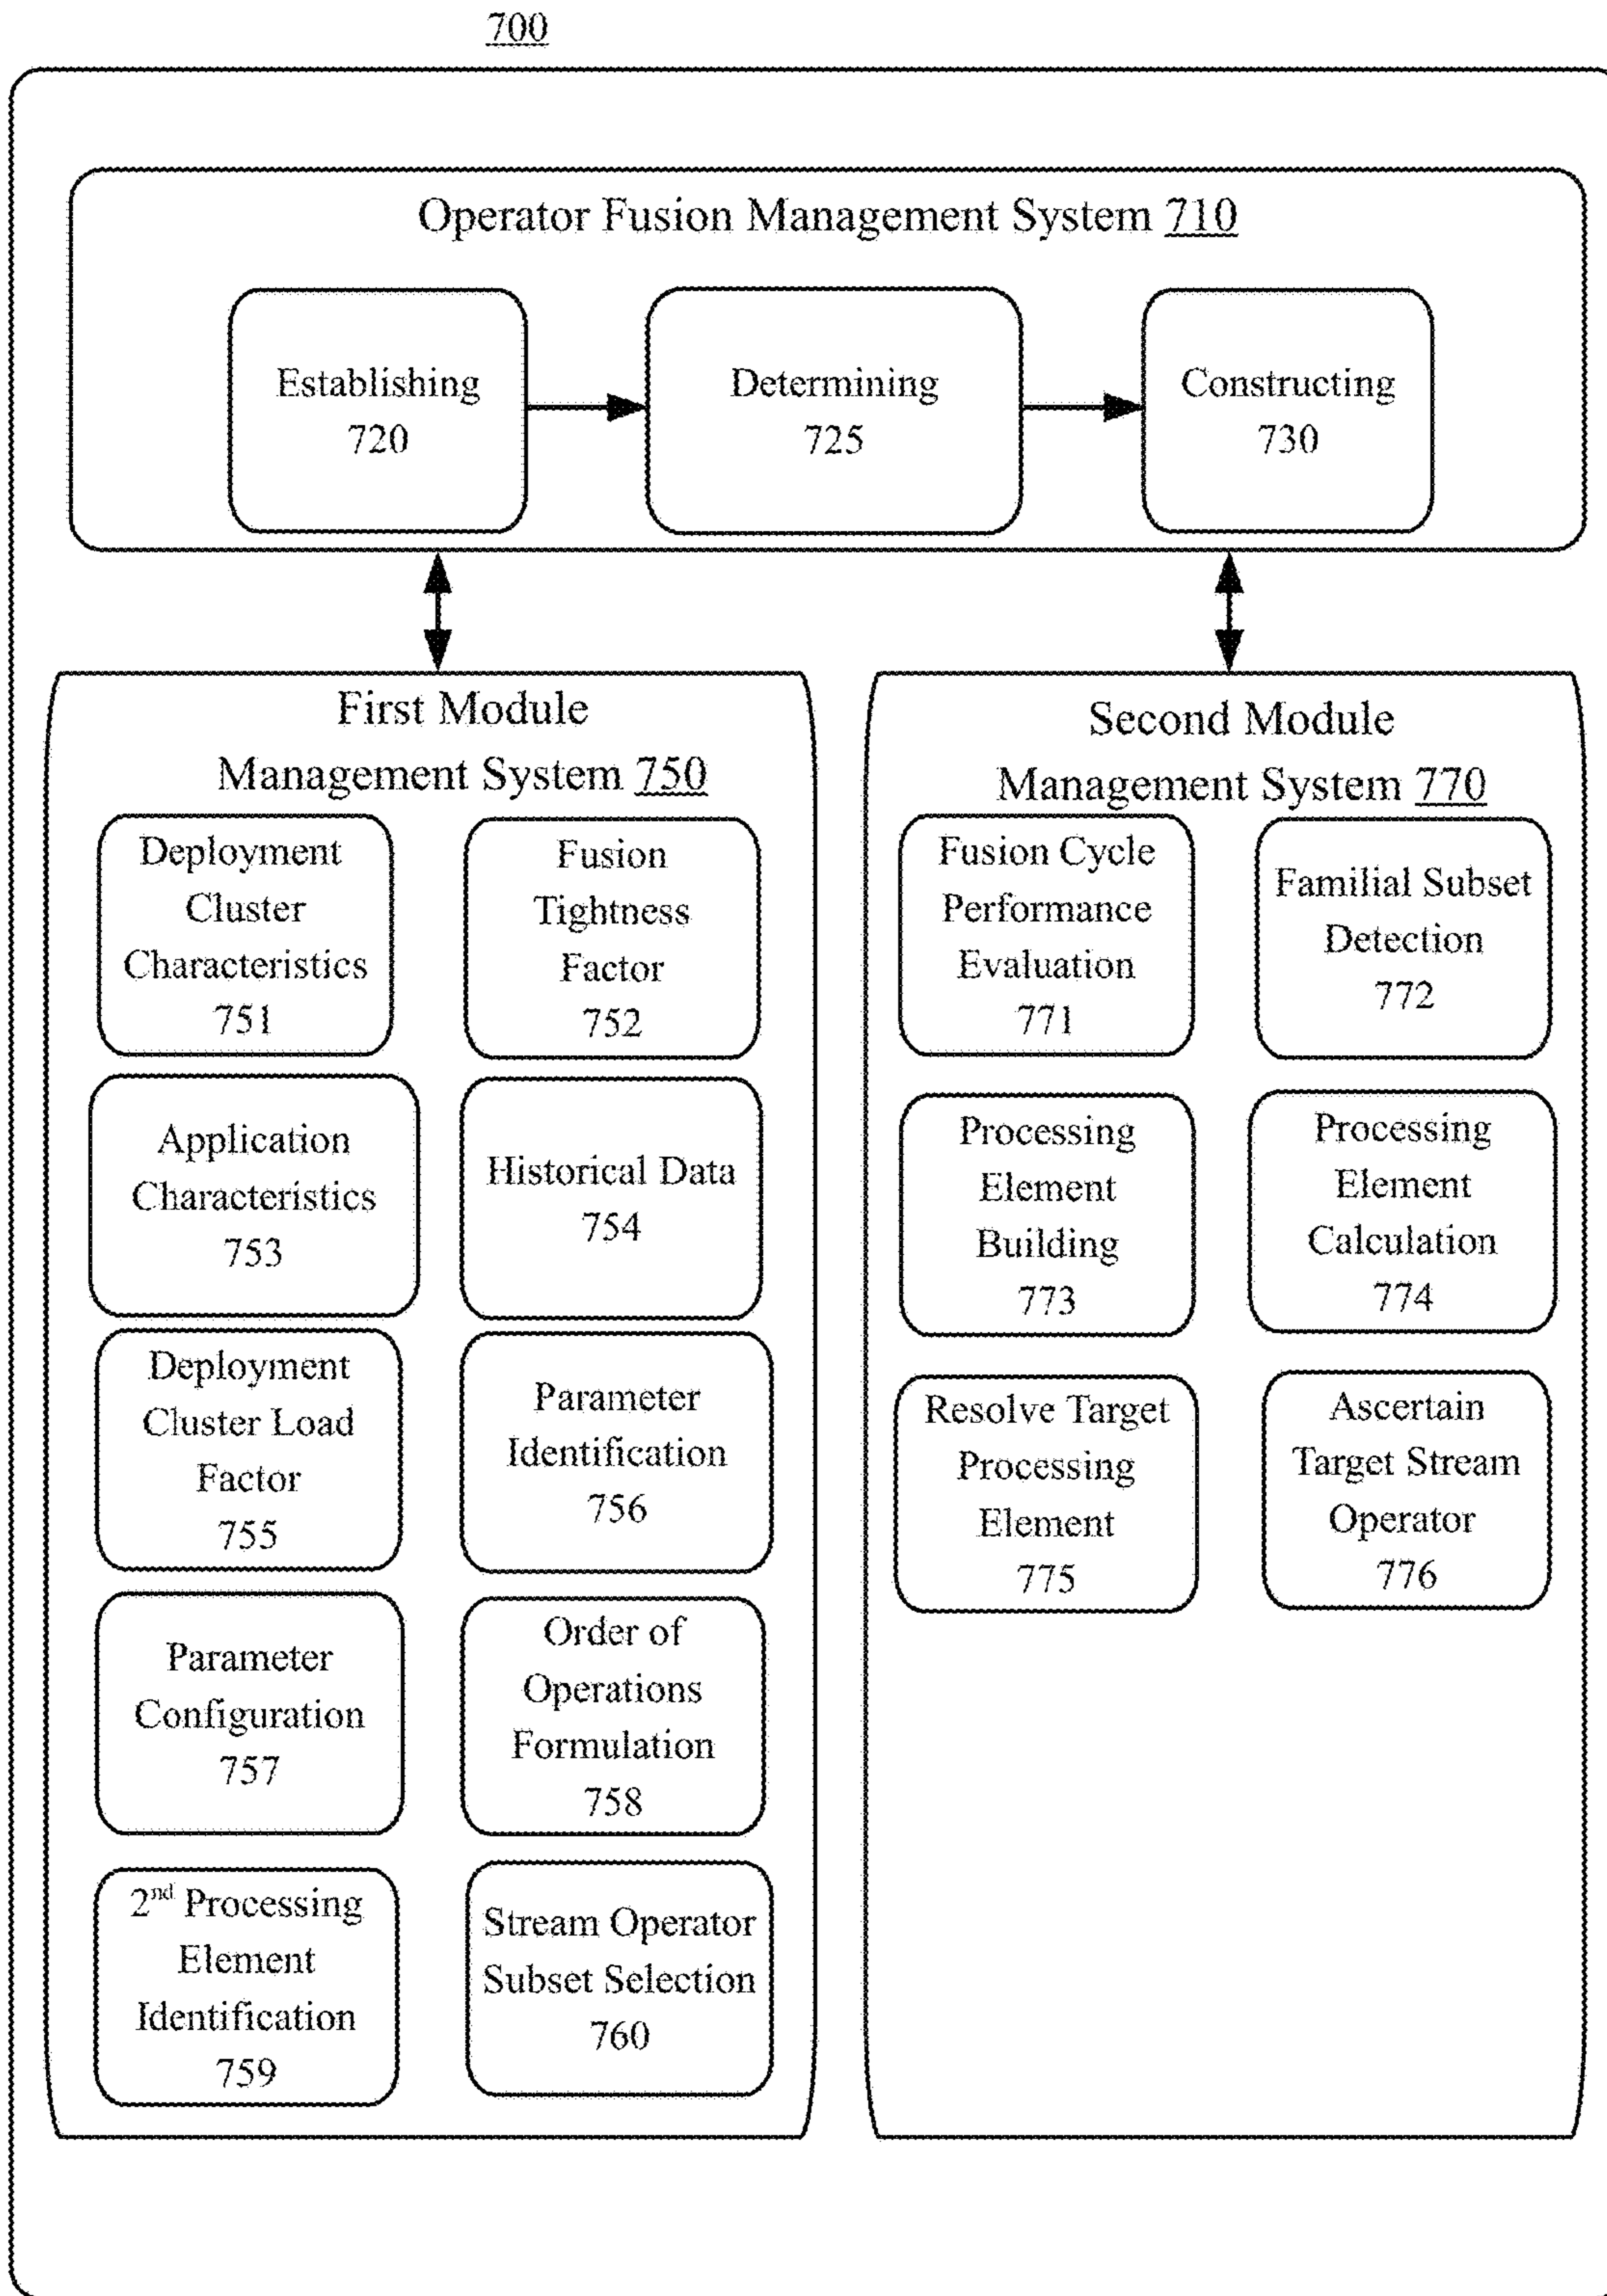 700
Operator Fusion Management System 710
Establishing
720
Determining
725
Constructing
730
First Module
Management System 750
Deployment
Cluster
Characteristics
751
Fusion
Tightness
Factor
752
Application
Characteristics
753
Historical Data
754
Deployment
Cluster Load
Factor
755
Parameter
Identification
756
Parameter
Configuration
757
Order of
Operations
Formulation
758
2nd Processing
Element
Identification
759
Stream Operator
Subset Selection
760
Second Module
Management System 770
Fusion Cycle
Performance
Evaluation
771
Familial Subset
Detection
772
Processing
Element
Building
773
Processing
Element
Calculation
774
Resolve Target
Processing
Element
775
Ascertain
Target Stream
Operator
776